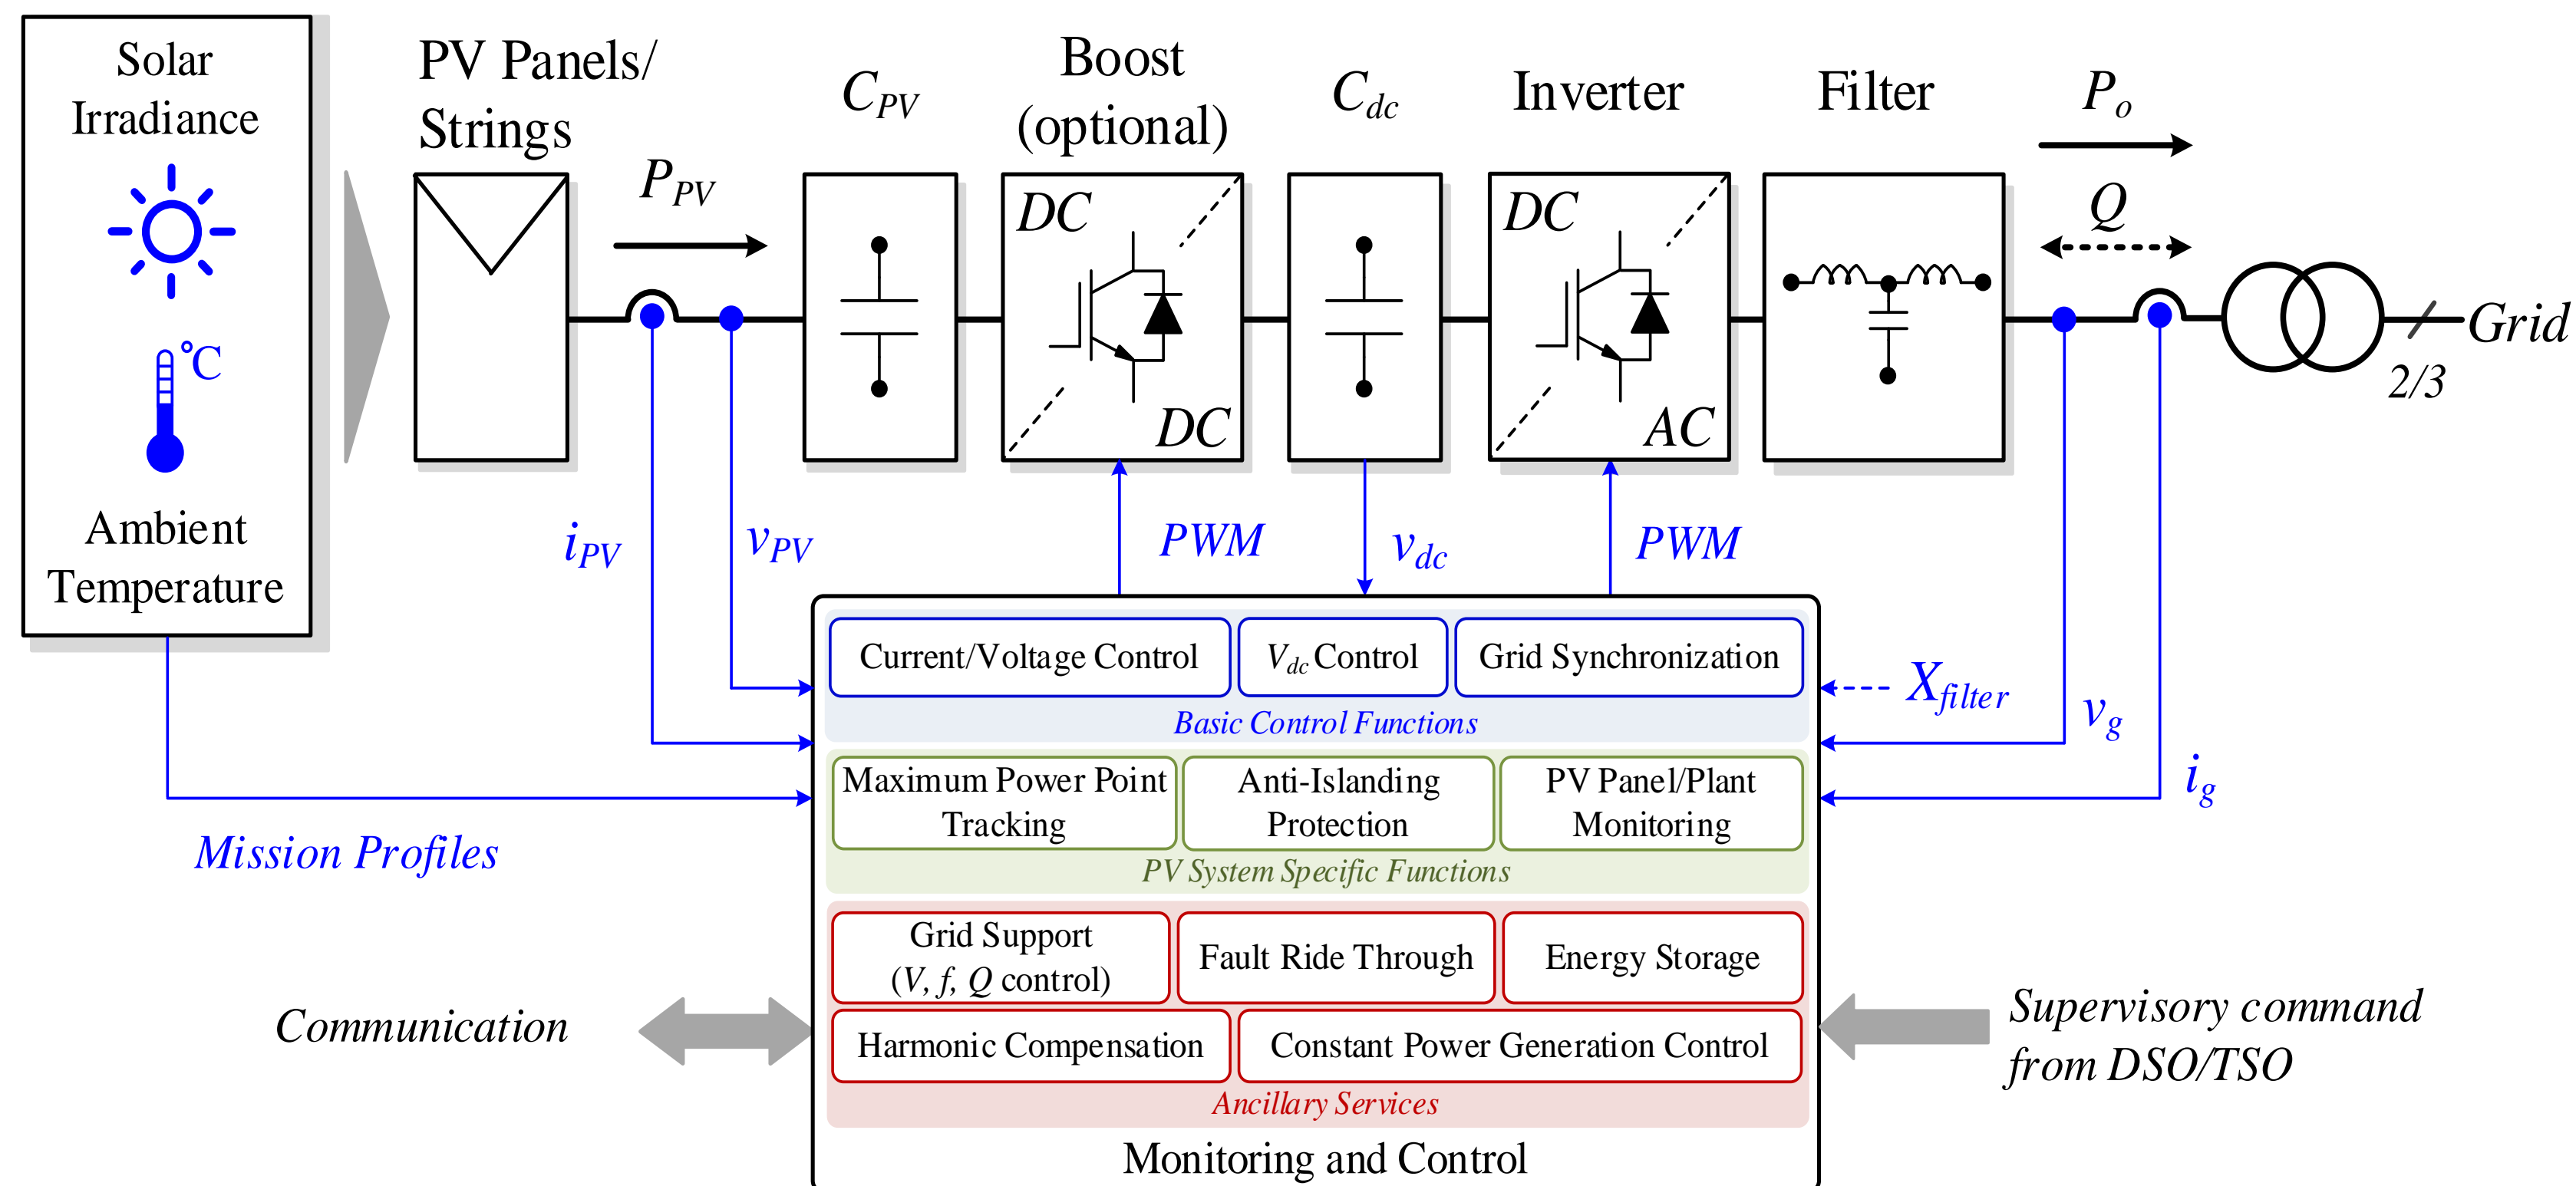 Solar
Irradiance
°C
Ambient
Temperature
PV Panels/
Strings
P_PV
C_PV
Boost
(optional)
DC
DC
C_dc
Inverter
DC
AC
Filter
P_o
Q
Grid
2/3
i_PV
v_PV
PWM
v_dc
PWM
X_filter
v_g
i_g
Mission Profiles
Current/Voltage Control
V_dc Control
Grid Synchronization
Basic Control Functions
Maximum Power Point
Tracking
Anti-Islanding
Protection
PV Panel/Plant
Monitoring
PV System Specific Functions
Grid Support
(V, f, Q control)
Fault Ride Through
Energy Storage
Harmonic Compensation
Constant Power Generation Control
Ancillary Services
Monitoring and Control
Communication
Supervisory command
from DSO/TSO